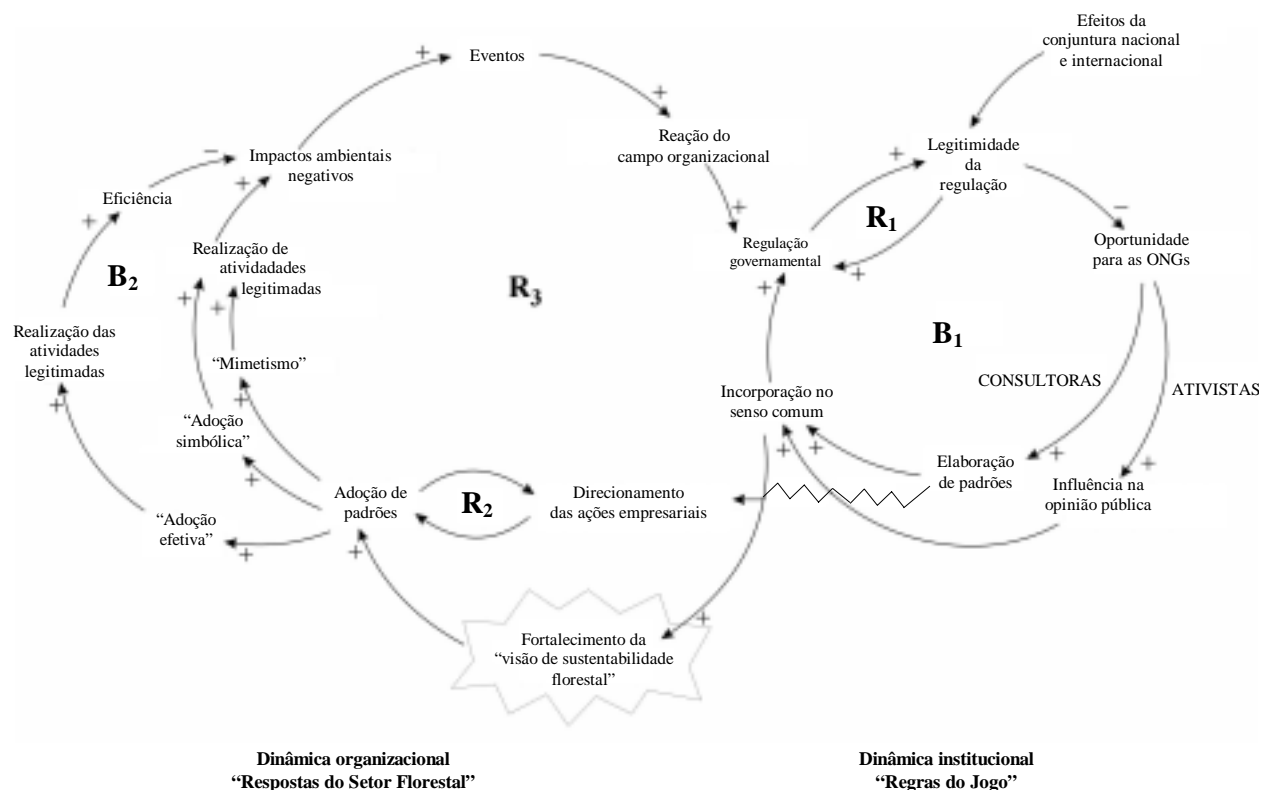 Efeitos da
conjuntura nacional
e internacional
+
Eventos
+
Reação do
campo organizacional
Legitimidade
da
regulação
+
–
Impactos ambientais
negativos
+
Eficiência
+
+
R1
–
Regulação
governamental
+
+
Oportunidade
para as ONGs
Realização de
atividadades
legitimadas
B2
+
+
R3
B1
Realização das
atividades
legitimadas
+
“Mimetismo”
+
“Adoção
simbólica”
+
Incorporação no
senso comum
+
+
CONSULTORAS
ATIVISTAS
+
+
Elaboração
de padrões
Influência na
opinião pública
Adoção de
padrões
+
R2
Direcionamento
das ações empresariais
“Adoção
efetiva”
+
+
Fortalecimento da
“visão de sustentabilidade
florestal”
Dinâmica organizacional
“Respostas do Setor Florestal”
Dinâmica institucional
“Regras do Jogo”